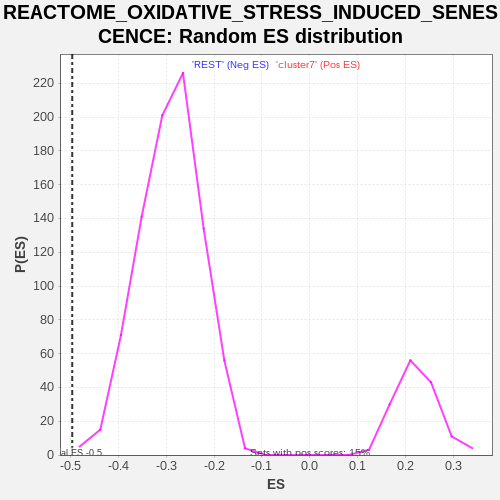 REACTOME_OXIDATIVE_STRESS_INDUCED_SENES
CENCE: Random ES distribution
'REST' (Neg ES) 'cluster7' (Pos ES)
220
200
180
160
140
120
100
80
60
40
20
0
P(ES)
al ES -0.5
Sets with pos scores: 15%
-0.5 -0.4 -0.3 -0.2 -0.1 0.0 0.1 0.2 0.3
ES